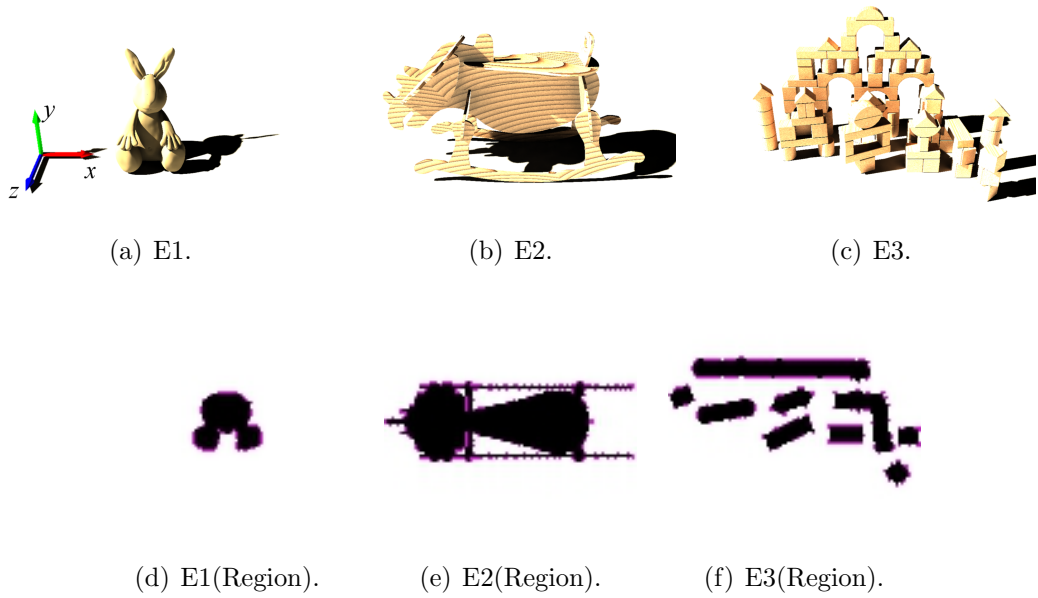 y
x
z
(a) E1.
(b) E2.
(c) E3.
(d) E1(Region).
(e) E2(Region).
(f) E3(Region).